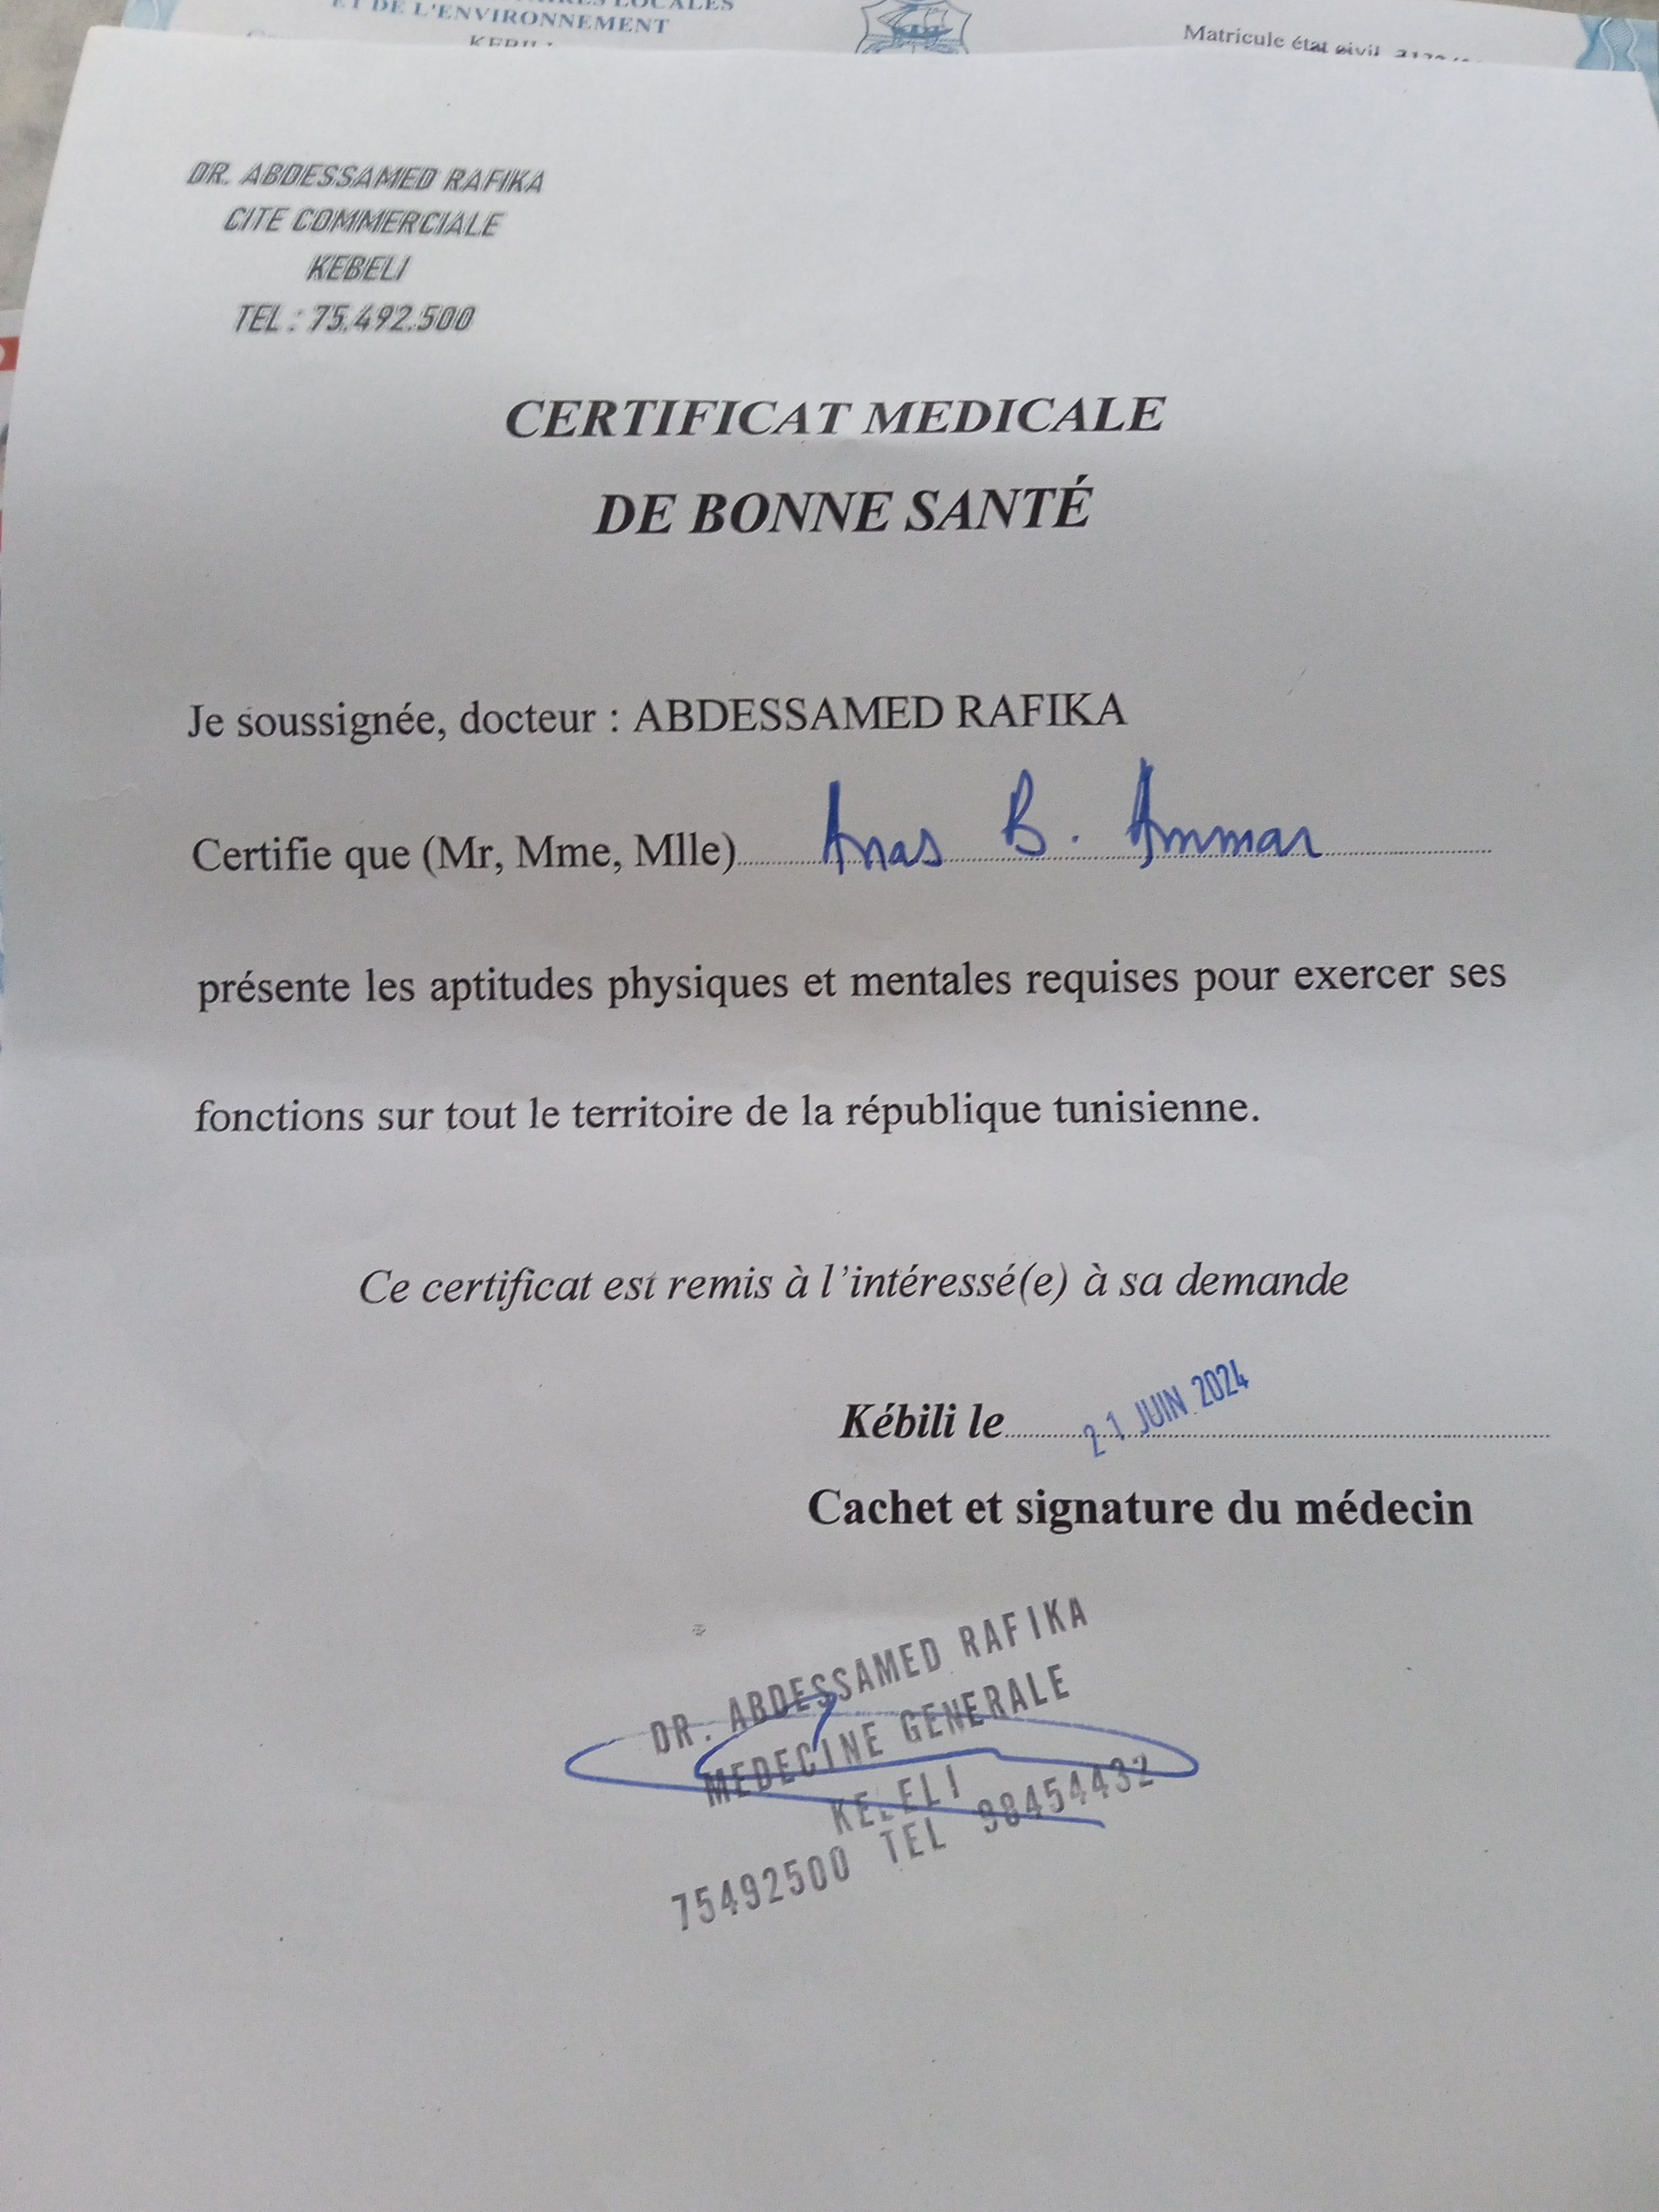 ET DE L'ENVIRONNEMENT
Matricule état civil
DR. ABDESSAMED RAFIKA
CITE COMMERCIALE
KEBELI
TEL : 75.492.500
CERTIFICAT MEDICALE
DE BONNE SANTÉ
Je soussignée, docteur : ABDESSAMED RAFIKA
Certifie que (Mr, Mme, Mlle) Anas B. Ammar
présente les aptitudes physiques et mentales requises pour exercer ses
fonctions sur tout le territoire de la république tunisienne.
Ce certificat est remis à l'intéressé(e) à sa demande
Kébili le 21 JUIN 2024
Cachet et signature du médecin
DR. ABDESSAMED RAFIKA
MEDECINE GENERALE
KEBELI
75492500 TEL 98454432